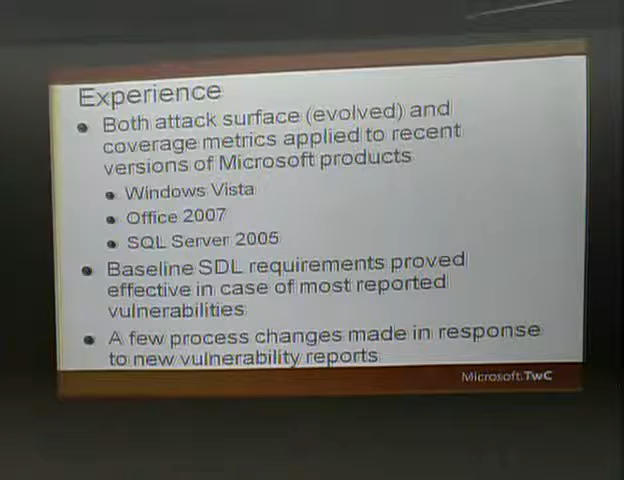 Experience
• Both attack surface (evolved) and
coverage metrics applied to recent
versions of Microsoft products
• Windows Vista
• Office 2007
• SQL Server 2005
• Baseline SDL requirements proved
effective in case of most reported
vulnerabilities
• A few process changes made in response
to new vulnerability reports
Microsoft TwC